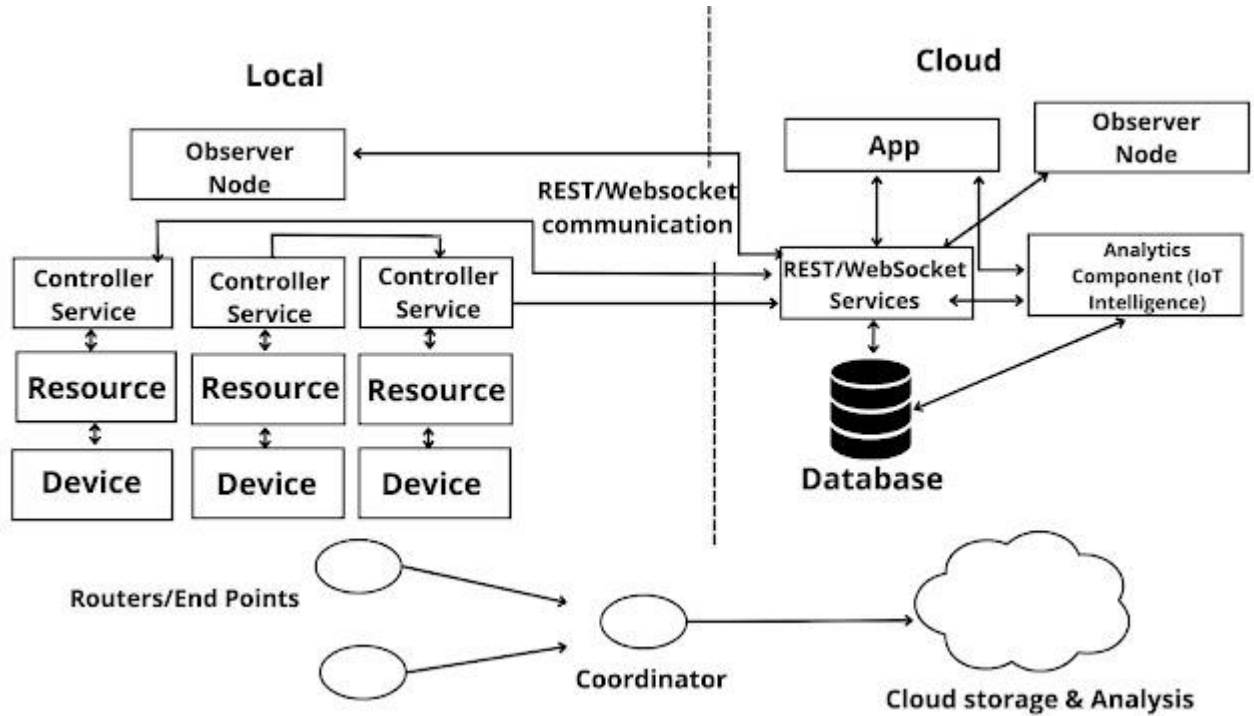 Local
Cloud
Observer
Node
App
Observer
Node
REST/Websocket
communication
Controller
Service
Controller
Service
Controller
Service
REST/WebSocket
Services
Analytics
Component (IoT
Intelligence)
Resource
Resource
Resource
Device
Device
Device
Database
Routers/End Points
Coordinator
Cloud storage & Analysis